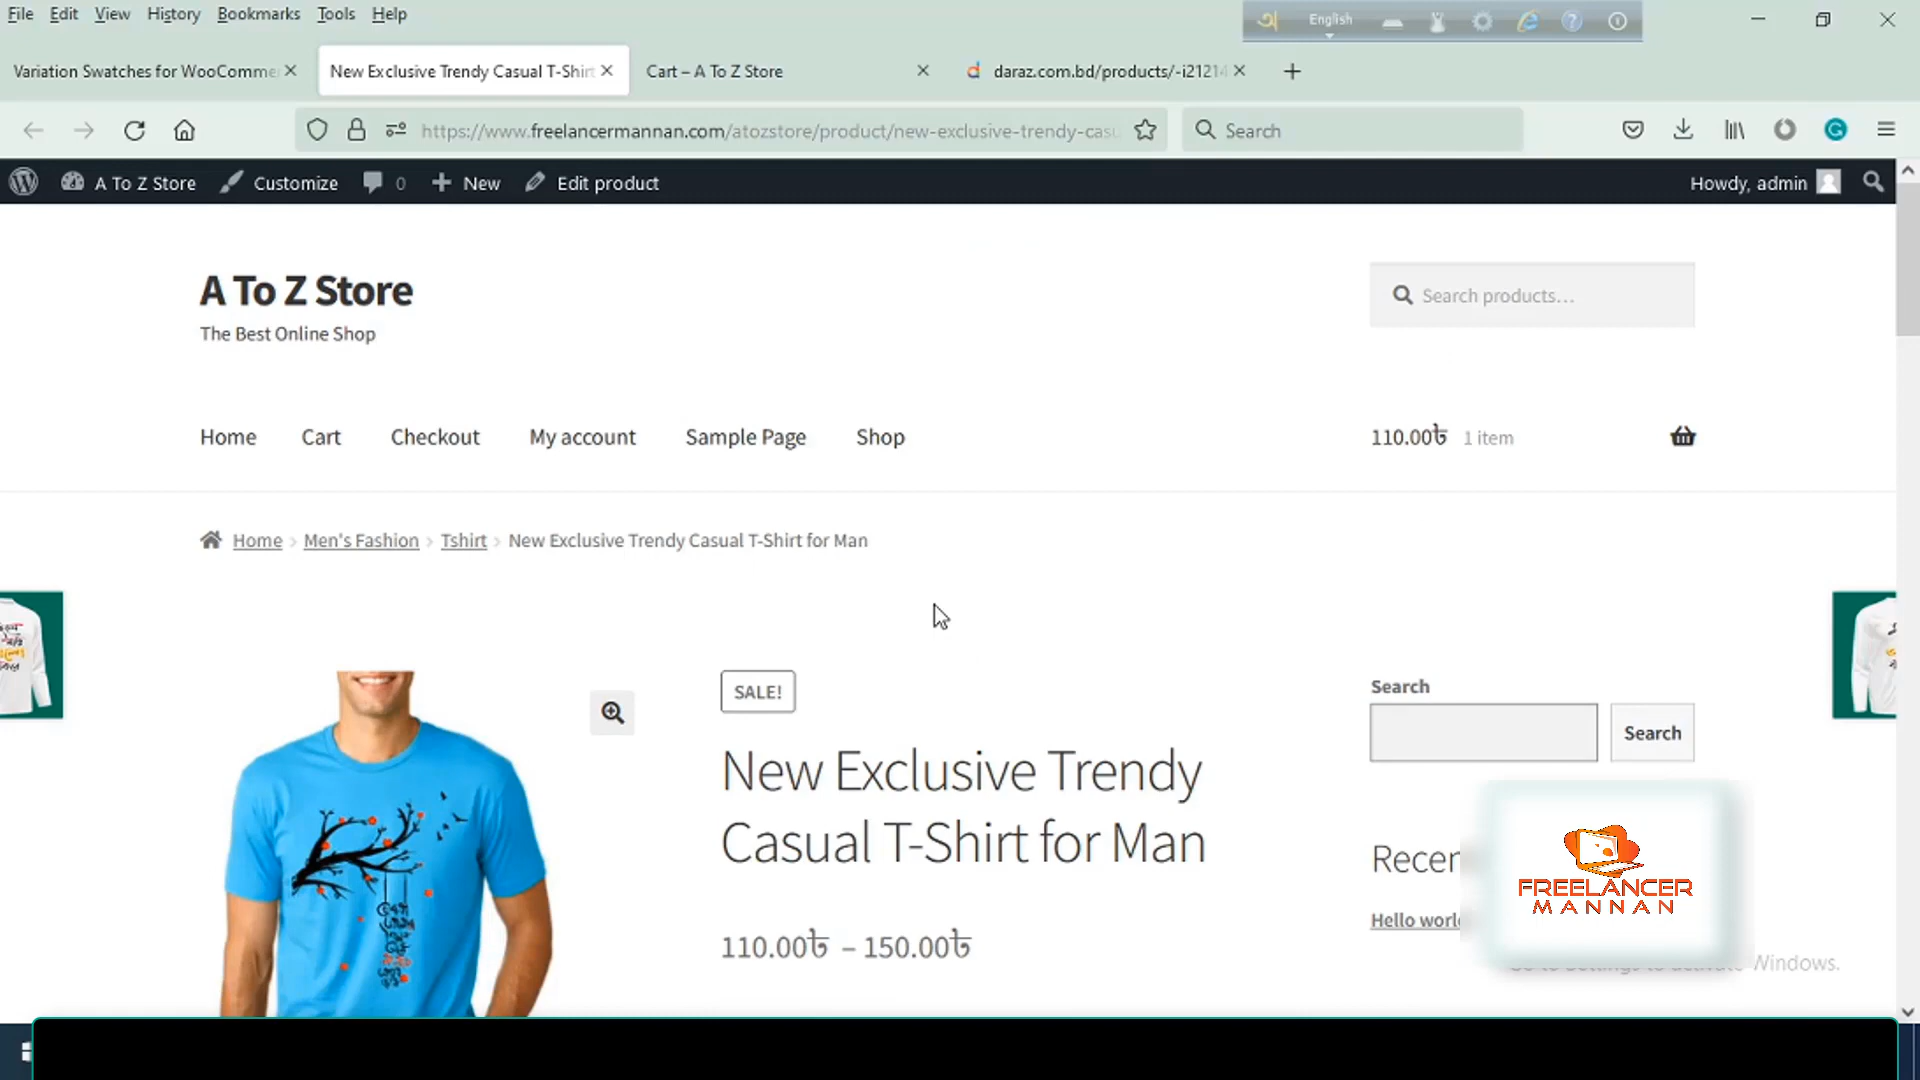 File Edit View History Bookmarks Tools Help
অ English
Variation Swatches for WooComme
New Exclusive Trendy Casual T-Shirt
Cart – A To Z Store
daraz.com.bd/products/-i21214
https://www.freelancermannan.com/atozstore/product/new-exclusive-trendy-casu
Search
A To Z Store
Customize
0
New
Edit product
Howdy, admin
A To Z Store
The Best Online Shop
Search products…
Home Cart Checkout My account Sample Page Shop
110.00৳ 1 item
Home › Men's Fashion › Tshirt › New Exclusive Trendy Casual T-Shirt for Man
SALE!
New Exclusive Trendy
Casual T-Shirt for Man
110.00৳ – 150.00৳
Search
Search
Recen
Hello worl
FREELANCER
MANNAN
Windows.